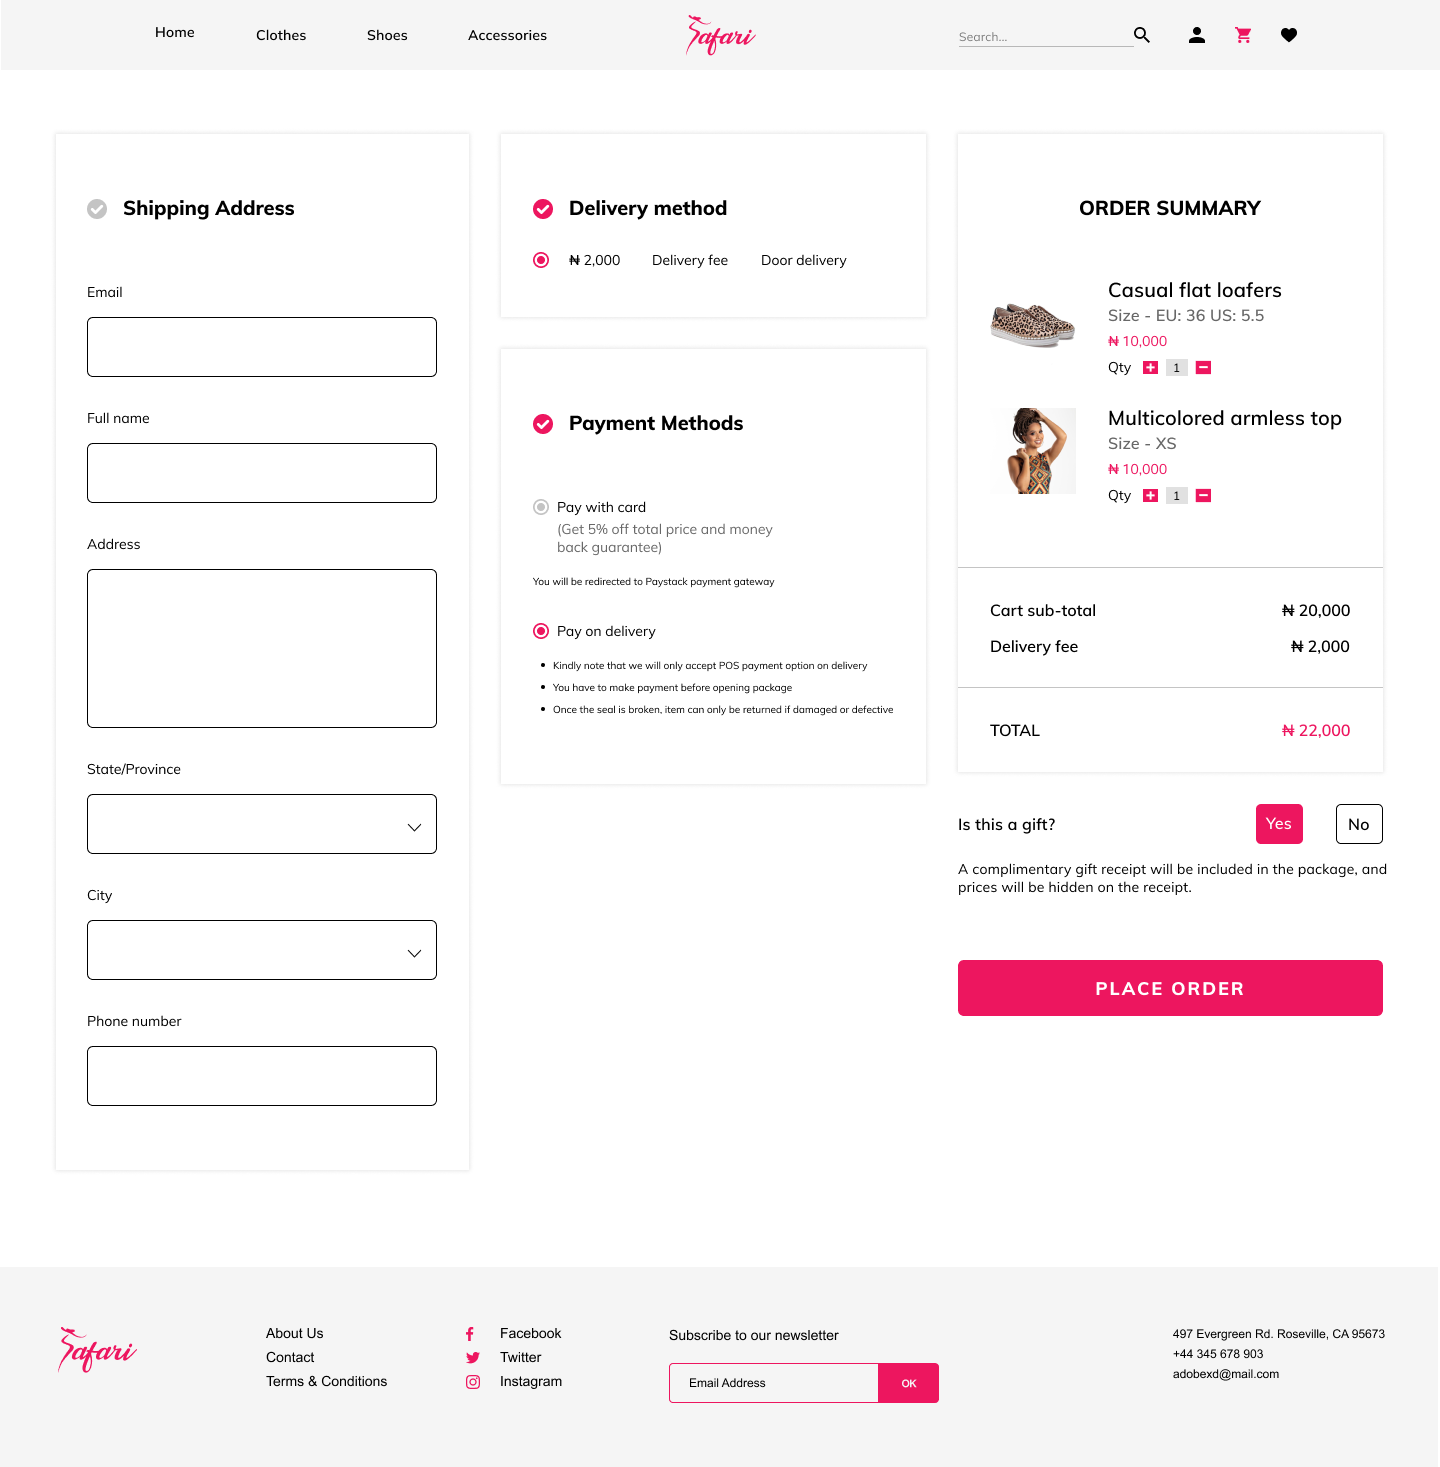 Home
Clothes
Shoes
Accessories
Safari
Search...
Shipping Address
Email
Full name
Address
State/Province
City
Phone number
Delivery method
₦ 2,000 Delivery fee Door delivery
Payment Methods
Pay with card
(Get 5% off total price and money
back guarantee)
You will be redirected to Paystack payment gateway
Pay on delivery
• Kindly note that we will only accept POS payment option on delivery
• You have to make payment before opening package
• Once the seal is broken, item can only be returned if damaged or defective
ORDER SUMMARY
Casual flat loafers
Size - EU: 36 US: 5.5
₦ 10,000
Qty + 1 −
Multicolored armless top
Size - XS
₦ 10,000
Qty + 1 −
Cart sub-total ₦ 20,000
Delivery fee ₦ 2,000
TOTAL ₦ 22,000
Is this a gift? Yes No
A complimentary gift receipt will be included in the package, and
prices will be hidden on the receipt.
PLACE ORDER
Safari
About Us
Contact
Terms & Conditions
Facebook
Twitter
Instagram
Subscribe to our newsletter
Email Address OK
497 Evergreen Rd. Roseville, CA 95673
+44 345 678 903
adobexd@mail.com